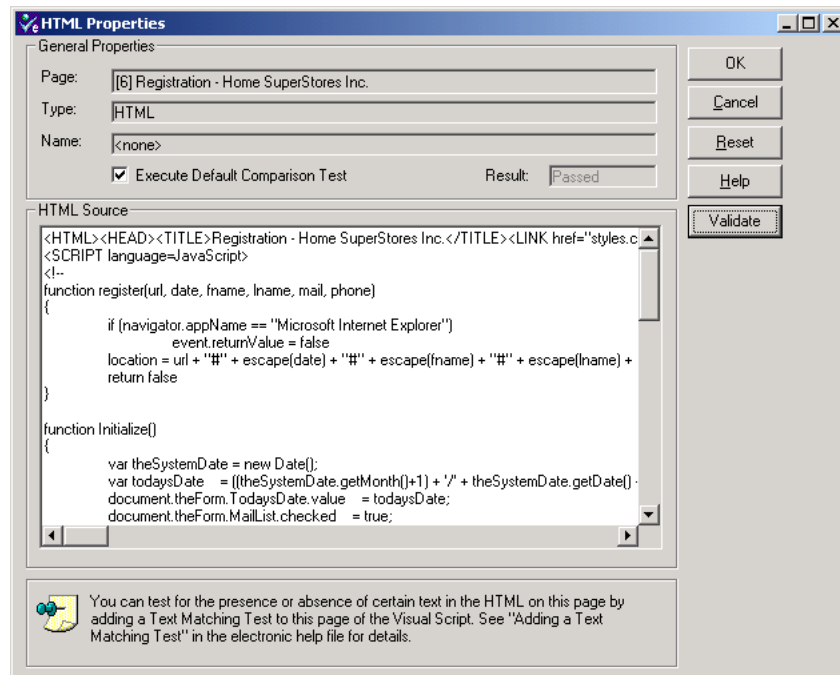 HTML Properties
General Properties
Page: [6] Registration - Home SuperStores Inc.
Type: HTML
Name: <none>
Execute Default Comparison Test Result: Passed
OK
Cancel
Reset
Help
Validate
HTML Source
<HTML><HEAD><TITLE>Registration - Home SuperStores Inc.</TITLE><LINK href="styles.c
<SCRIPT language=JavaScript>
<!--
function register(url, date, fname, lname, mail, phone)
{
if (navigator.appName == "Microsoft Internet Explorer")
event.returnValue = false
location = url + "#" + escape(date) + "#" + escape(fname) + "#" + escape(lname) +
return false
}
function Initialize()
{
var theSystemDate = new Date();
var todaysDate = ((theSystemDate.getMonth()+1) + '/' + theSystemDate.getDate() -
document.theForm.TodaysDate.value = todaysDate;
document.theForm.MailList.checked = true;
You can test for the presence or absence of certain text in the HTML on this page by
adding a Text Matching Test to this page of the Visual Script. See "Adding a Text
Matching Test" in the electronic help file for details.